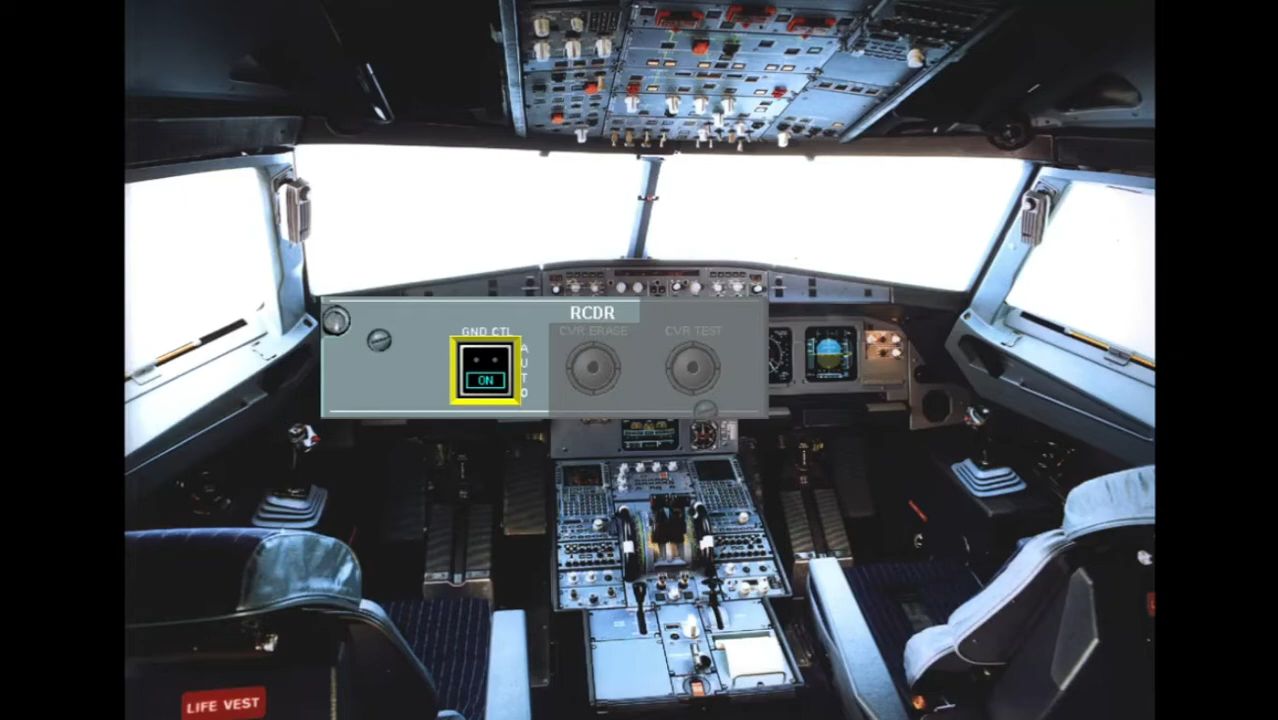 RCDR
GND CTL
CVR ERASE
CVR TEST
AUTO
ON
LIFE VEST